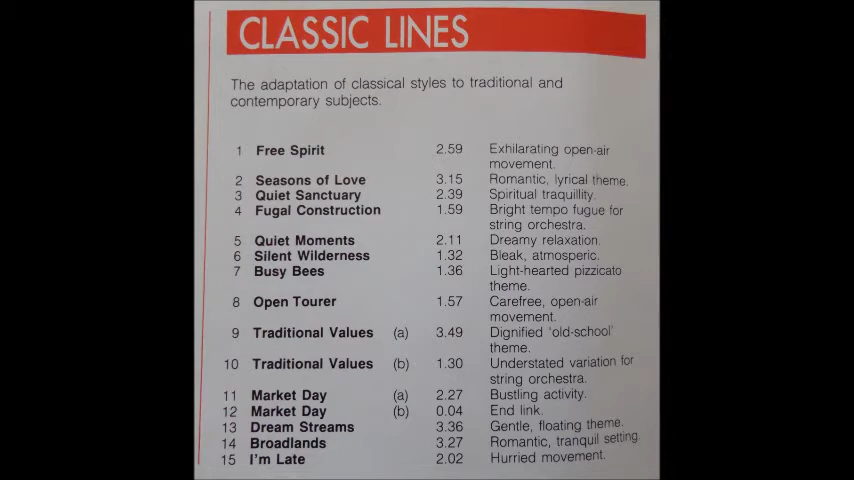 CLASSIC LINES
The adaptation of classical styles to traditional and
contemporary subjects.
1 Free Spirit 2.59 Exhilarating open-air
movement.
2 Seasons of Love 3.15 Romantic, lyrical theme.
3 Quiet Sanctuary 2.39 Spiritual traquillity.
4 Fugal Construction 1.59 Bright tempo fugue for
string orchestra.
5 Quiet Moments 2.11 Dreamy relaxation.
6 Silent Wilderness 1.32 Bleak, atmosperic.
7 Busy Bees 1.36 Light-hearted pizzicato
theme.
8 Open Tourer 1.57 Carefree, open-air
movement.
9 Traditional Values (a) 3.49 Dignified 'old-school'
theme.
10 Traditional Values (b) 1.30 Understated variation for
string orchestra.
11 Market Day (a) 2.27 Bustling activity.
12 Market Day (b) 0.04 End link.
13 Dream Streams 3.36 Gentle, floating theme.
14 Broadlands 3.27 Romantic, tranquil setting.
15 I'm Late 2.02 Hurried movement.